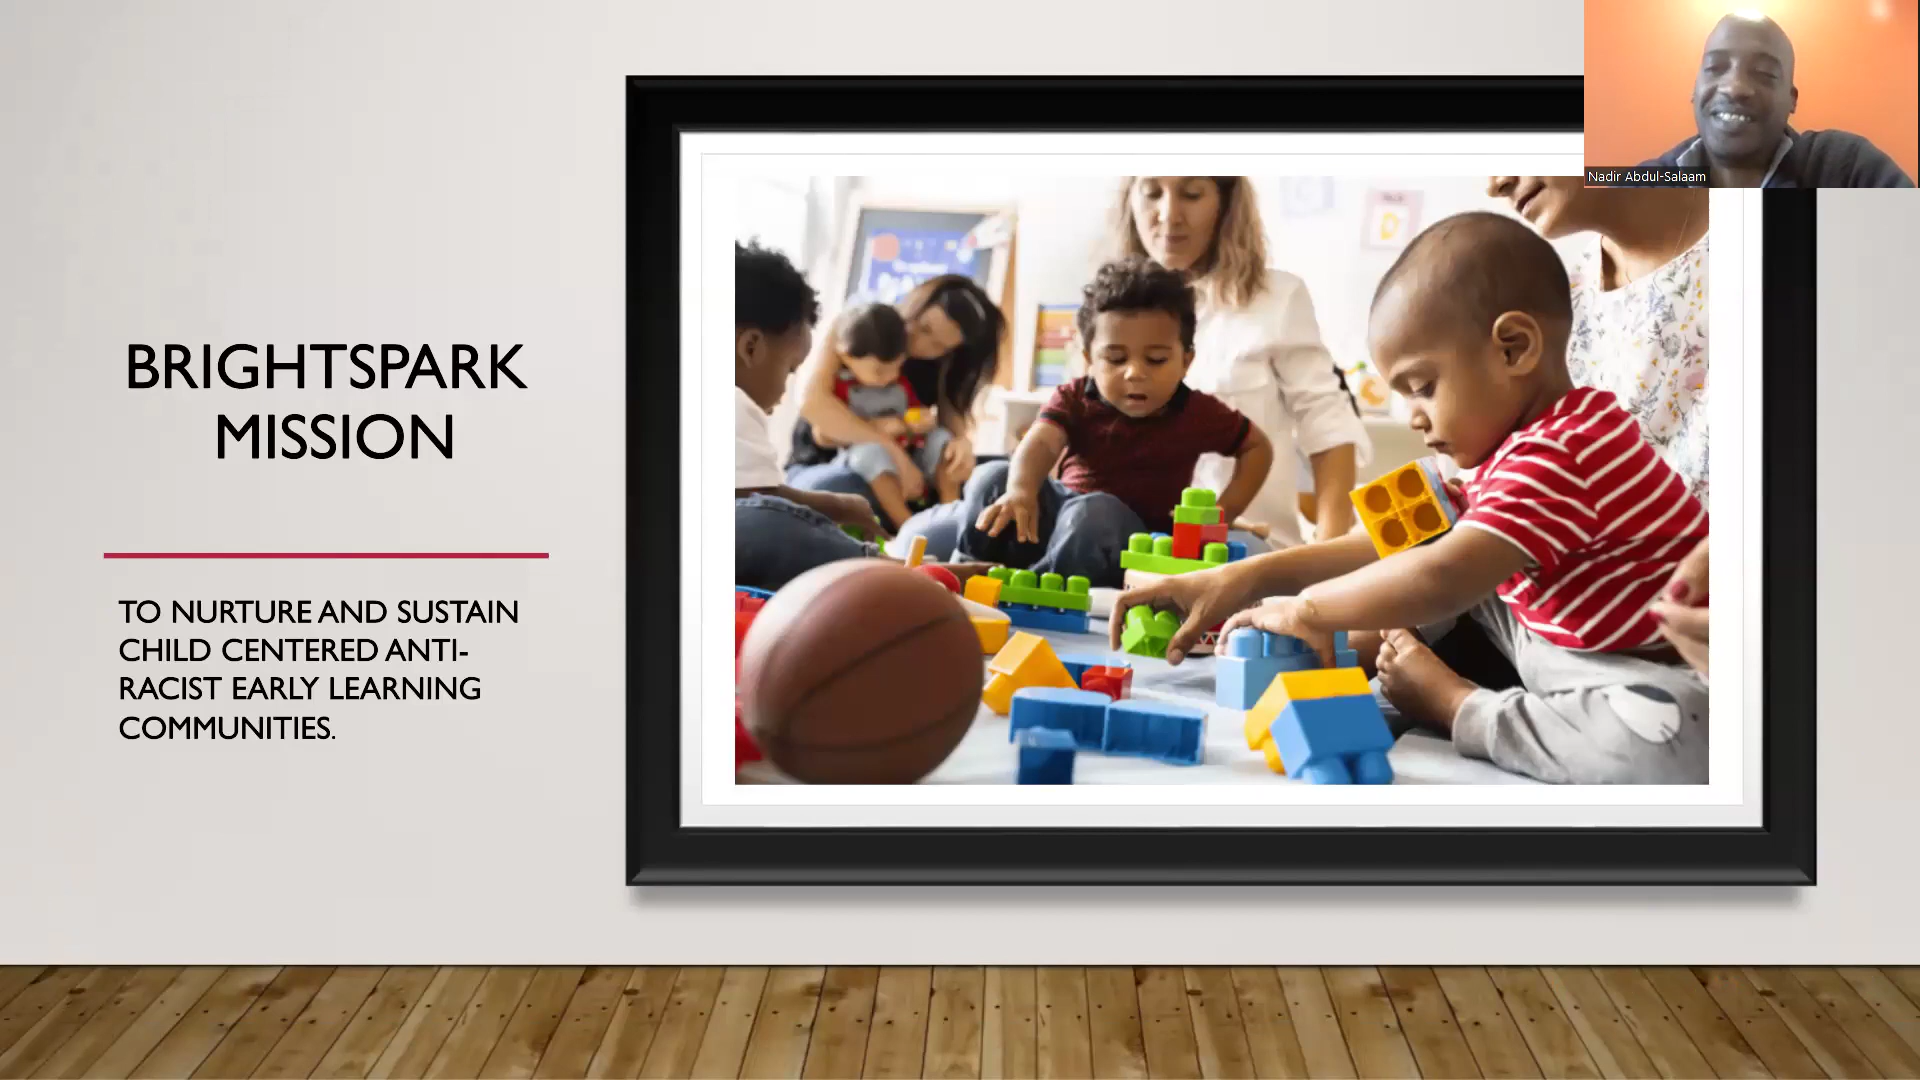 BRIGHTSPARK
MISSION
TO NURTURE AND SUSTAIN
CHILD CENTERED ANTI-
RACIST EARLY LEARNING
COMMUNITIES.
Nadir Abdul-Salaam